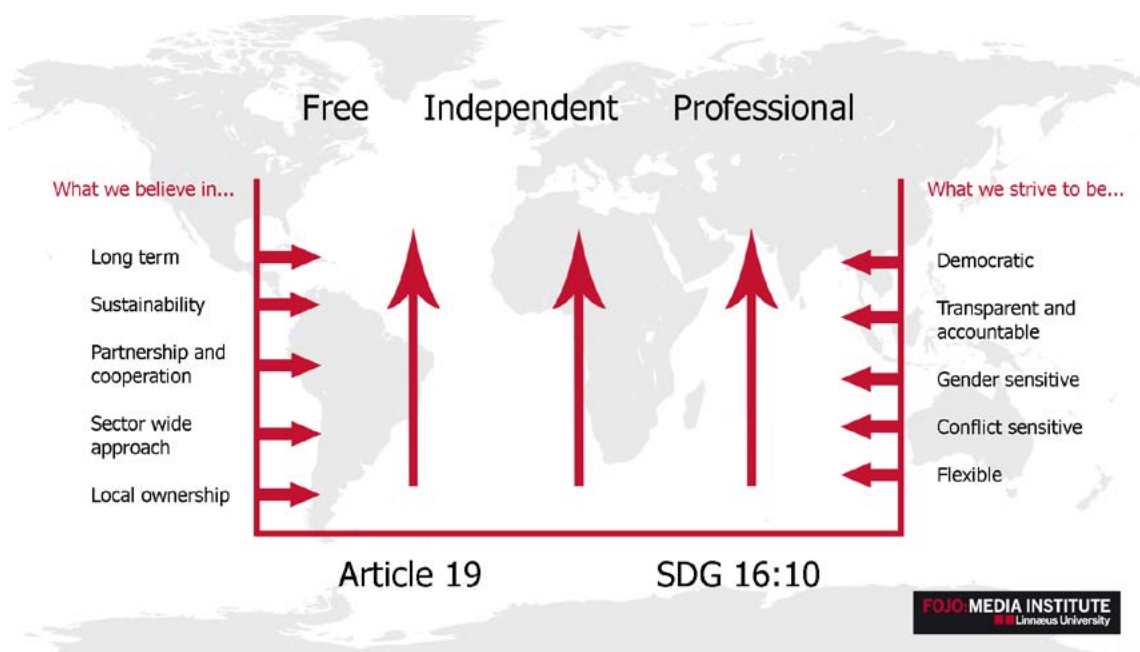 Free Independent Professional
What we believe in...
Long term
Sustainability
Partnership and
cooperation
Sector wide
approach
Local ownership
What we strive to be...
Democratic
Transparent and
accountable
Gender sensitive
Conflict sensitive
Flexible
Article 19 SDG 16:10
FOJO:MEDIA INSTITUTE
Linnæus University